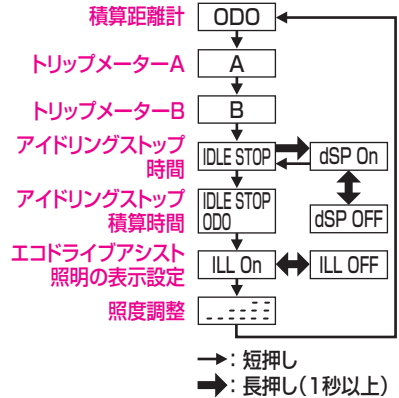 積算距離計 ODO
トリップメーターA A
トリップメーターB B
アイドリングストップ
時間 IDLE STOP dSP On
dSP OFF
アイドリングストップ
積算時間 IDLE STOP
ODO
エコドライブアシスト
照明の表示設定 ILL On ILL OFF
照度調整
：短押し
：長押し（1秒以上）